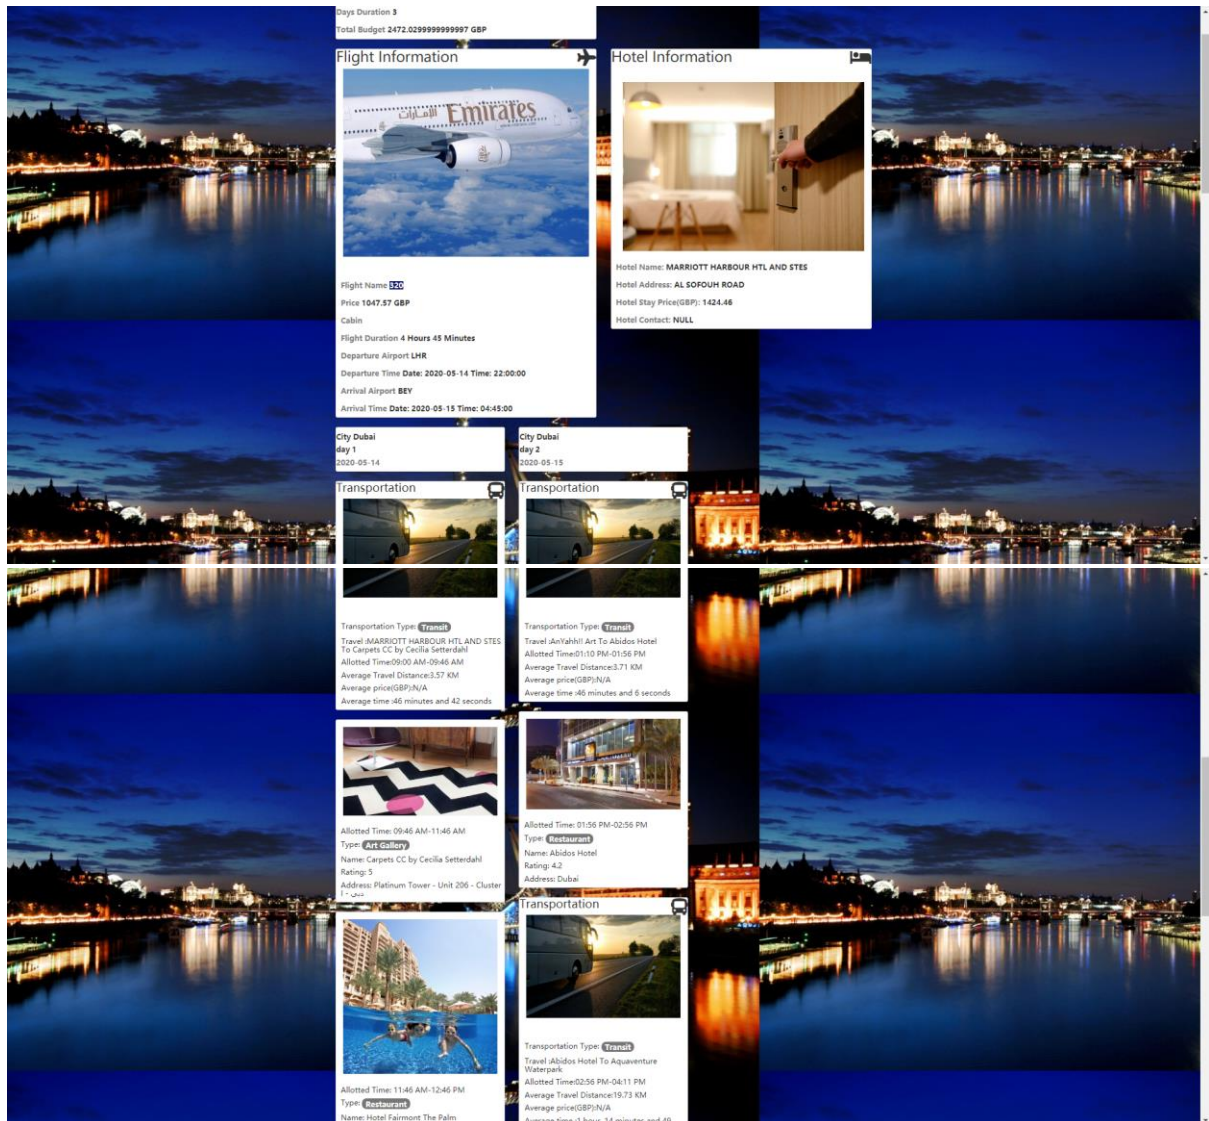 Days Duration 3
Total Budget 2472.0299999999997 GBP
Flight Information
الإمارات Emirates
Flight Name 320
Price 1047.57 GBP
Cabin
Flight Duration 4 Hours 45 Minutes
Departure Airport LHR
Departure Time Date: 2020-05-14 Time: 22:00:00
Arrival Airport BEY
Arrival Time Date: 2020-05-15 Time: 04:45:00
Hotel Information
Hotel Name: MARRIOTT HARBOUR HTL AND STES
Hotel Address: AL SOFOUH ROAD
Hotel Stay Price(GBP): 1424.46
Hotel Contact: NULL
City Dubai
day 1
2020-05-14
Transportation
City Dubai
day 2
2020-05-15
Transportation
Transportation Type: Transit
Travel :MARRIOTT HARBOUR HTL AND STES
To Carpets CC by Cecilia Setterdahl
Allotted Time:09:00 AM-09:46 AM
Average Travel Distance:3.57 KM
Average price(GBP):N/A
Average time :46 minutes and 42 seconds
Allotted Time: 09:46 AM-11:46 AM
Type: Art Gallery
Name: Carpets CC by Cecilia Setterdahl
Rating: 5
Address: Platinum Tower - Unit 206 - Cluster
I - دبي
Allotted Time: 11:46 AM-12:46 PM
Type: Restaurant
Name: Hotel Fairmont The Palm
Transportation Type: Transit
Travel :AnYahh!! Art To Abidos Hotel
Allotted Time:01:10 PM-01:56 PM
Average Travel Distance:3.71 KM
Average price(GBP):N/A
Average time :46 minutes and 6 seconds
Allotted Time: 01:56 PM-02:56 PM
Type: Restaurant
Name: Abidos Hotel
Rating: 4.2
Address: Dubai
Transportation
Transportation Type: Transit
Travel :Abidos Hotel To Aquaventure
Waterpark
Allotted Time:02:56 PM-04:11 PM
Average Travel Distance:19.73 KM
Average price(GBP):N/A
Average time :1 hour, 14 minutes and 49